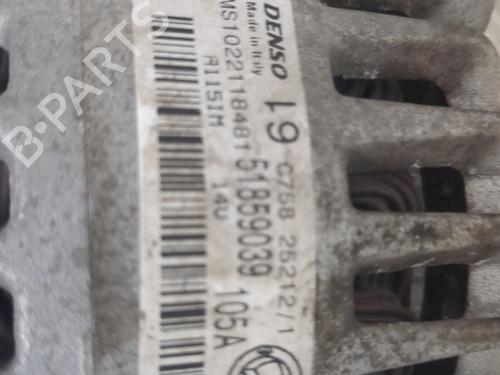 DENSO
Made in Italy
MS1022118481
A115IM
L9 C758 25212/1
51859039
14V
105A
B-PARTS